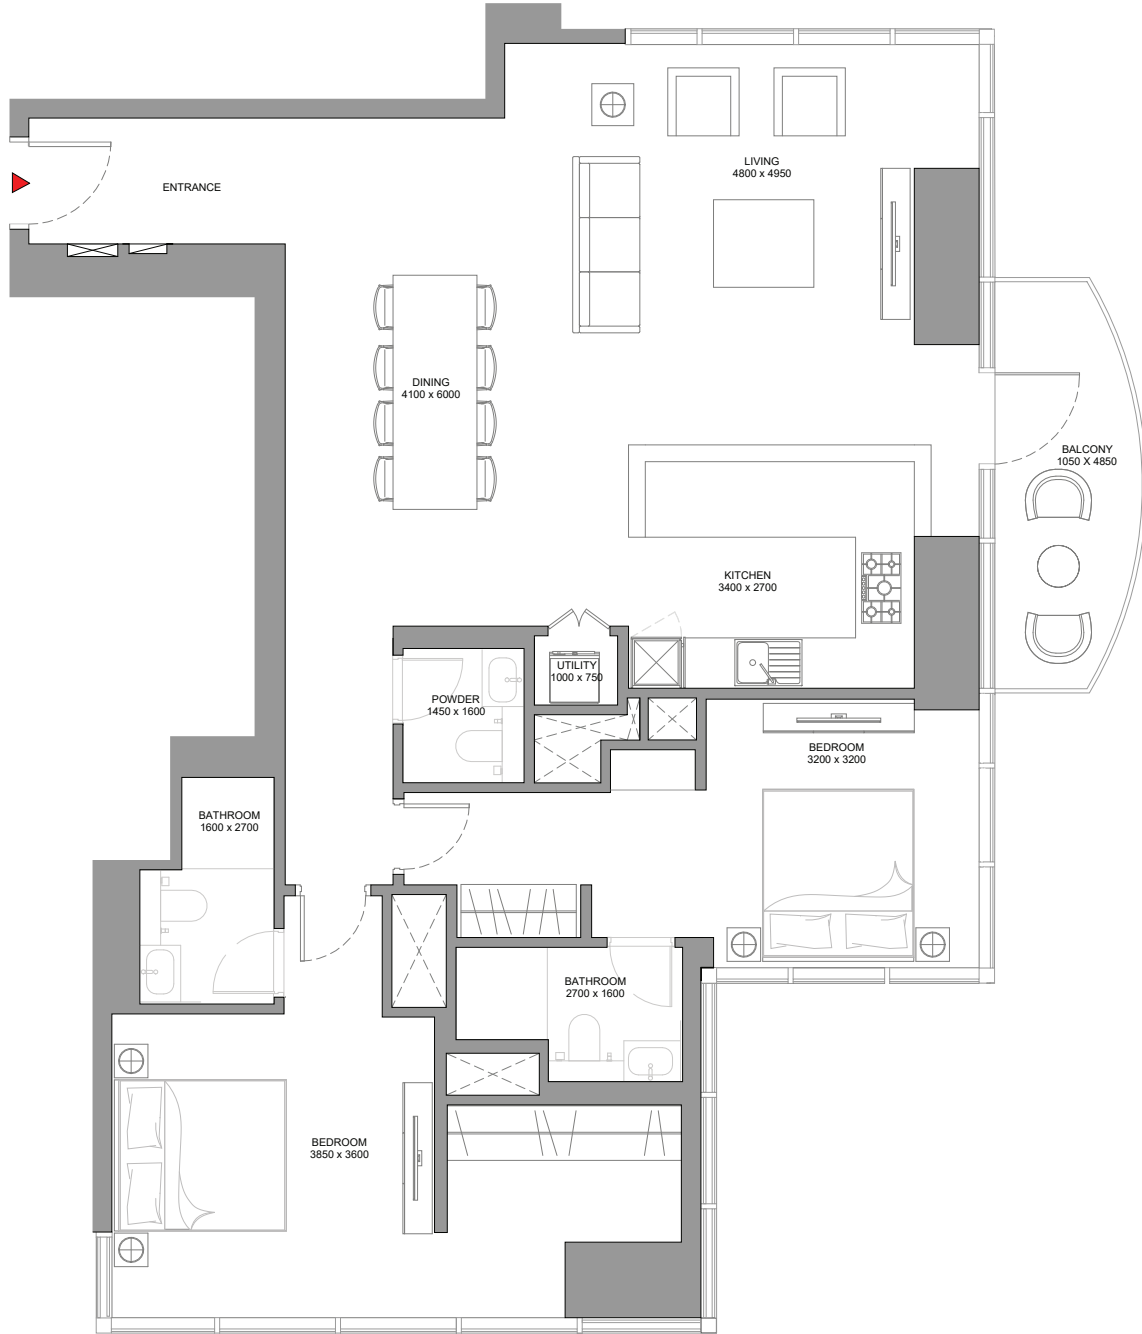 LIVING
4800 x 4950
ENTRANCE
DINING
4100 x 6000
BALCONY
1050 X 4850
KITCHEN
3400 x 2700
UTILITY
1000 x 750
POWDER
1450 x 1600
BEDROOM
3200 x 3200
BATHROOM
1600 x 2700
BATHROOM
2700 x 1600
BEDROOM
3850 x 3600